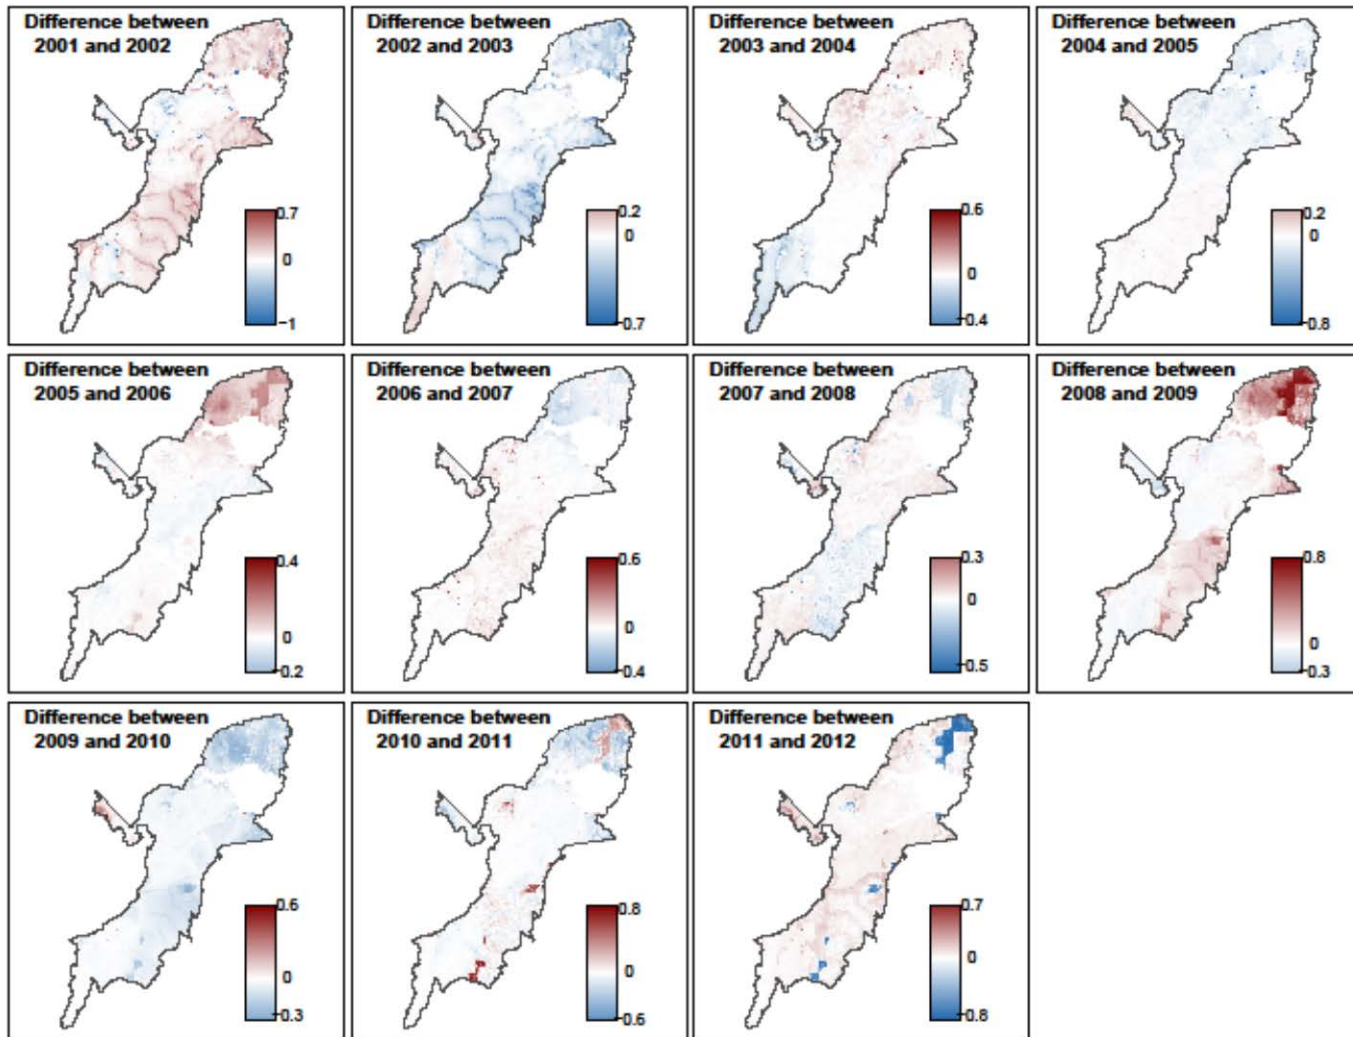 Difference between
2001 and 2002
0.7
0
−1
Difference between
2002 and 2003
0.2
0
−0.7
Difference between
2003 and 2004
0.6
0
−0.4
Difference between
2004 and 2005
0.2
0
−0.8
Difference between
2005 and 2006
0.4
0
−0.2
Difference between
2006 and 2007
0.6
0
−0.4
Difference between
2007 and 2008
0.3
0
−0.5
Difference between
2008 and 2009
0.8
0
−0.3
Difference between
2009 and 2010
0.6
0
−0.3
Difference between
2010 and 2011
0.8
0
−0.6
Difference between
2011 and 2012
0.7
0
−0.8